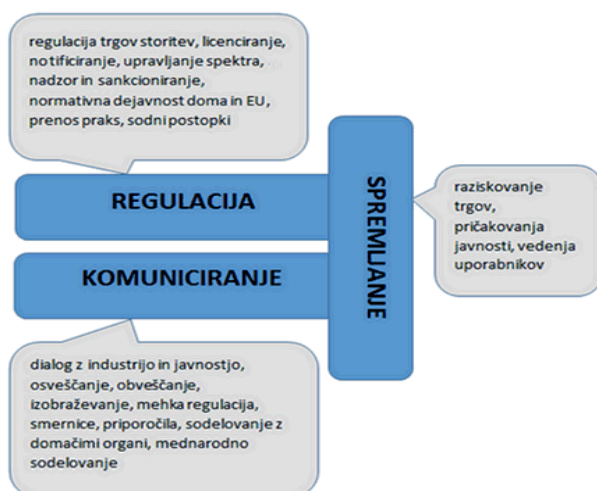 regulacija trgov storitev, licenciranje,
notificiranje, upravljanje spektra,
nadzor in sankcioniranje,
normativna dejavnost doma in EU,
prenos praks, sodni postopki
REGULACIJA
KOMUNICIRANJE
SPREMLJANJE
raziskovanje
trgov,
pričakovanja
javnosti, vedenja
uporabnikov
dialog z industrijo in javnostjo,
osveščanje, obveščanje,
izobraževanje, mehka regulacija,
smernice, priporočila, sodelovanje z
domačimi organi, mednarodno
sodelovanje